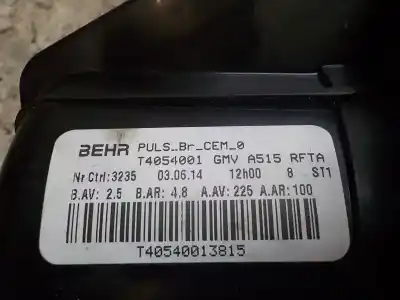 BEHR PULS_Br_CEM_0
T4054001 GMV A515 RFTA
Nr Ctrl:3235 03.06.14 12h00 8 ST1
B.AV: 2.5 B.AR: 4.8 A.AV: 225 A.AR: 100
T40540013815